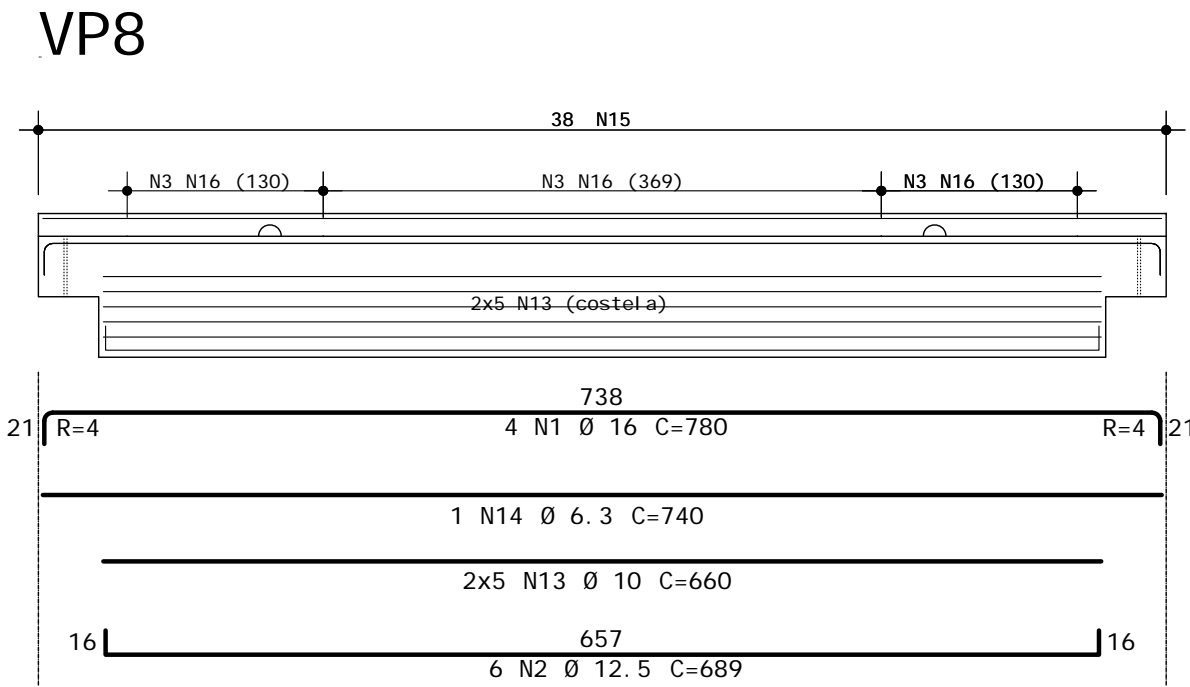 VP8
38 N15
N3 N16 (130) N3 N16 (369) N3 N16 (130)
2x5 N13 (costela)
738
21 R=4 4 N1 Ø 16 C=780 R=4 21
1 N14 Ø 6.3 C=740
2x5 N13 Ø 10 C=660
16 657 16
6 N2 Ø 12.5 C=689